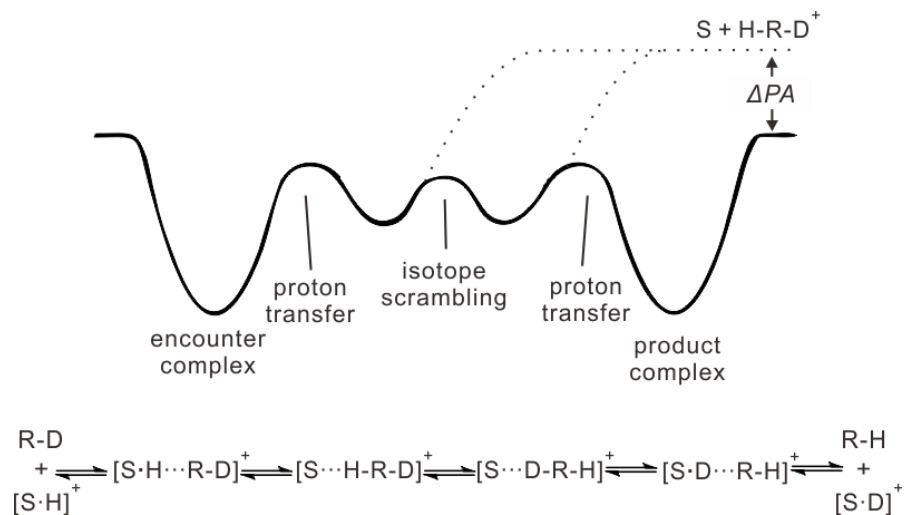 S + H-R-D+
ΔPA
proton
transfer
isotope
scrambling
proton
transfer
encounter
complex
product
complex
R-D
+
[S·H]+
[S·H···R-D]+
[S···H-R-D]+
[S···D-R-H]+
[S·D···R-H]+
R-H
+
[S·D]+